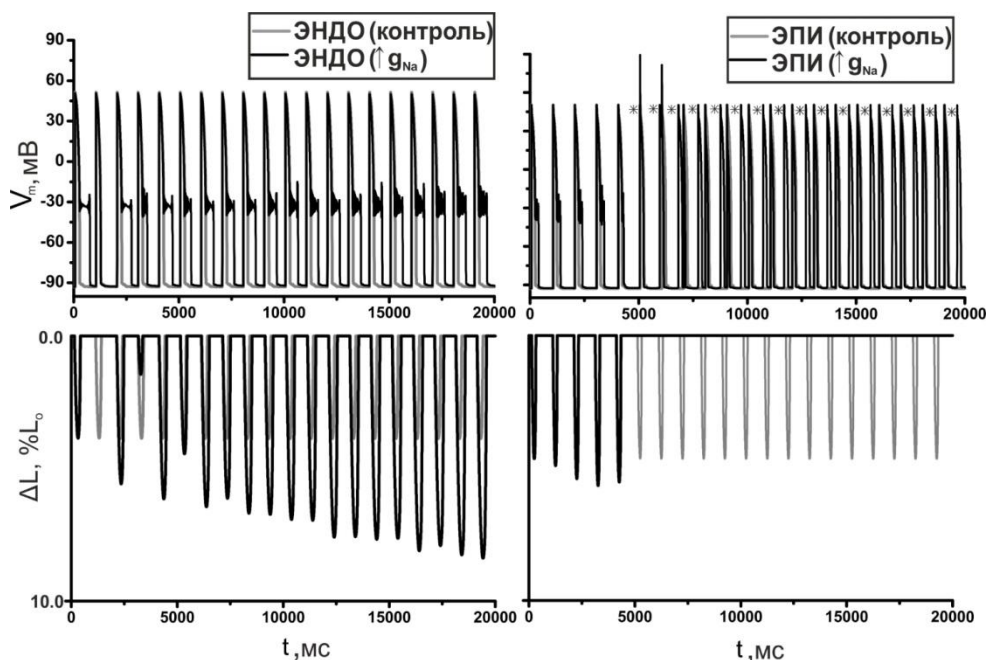 ЭНДО (контроль)
ЭНДО (↑ gNa)
ЭПИ (контроль)
ЭПИ (↑ gNa)
90
60
30
0
-30
-60
-90
Vm, мВ
0 5000 10000 15000 20000
0 5000 10000 15000 20000
* * * * * * * * * * * * * * * *
0.0
10.0
ΔL, %Lo
0 5000 10000 15000 20000
0 5000 10000 15000 20000
t ,мс
t ,мс